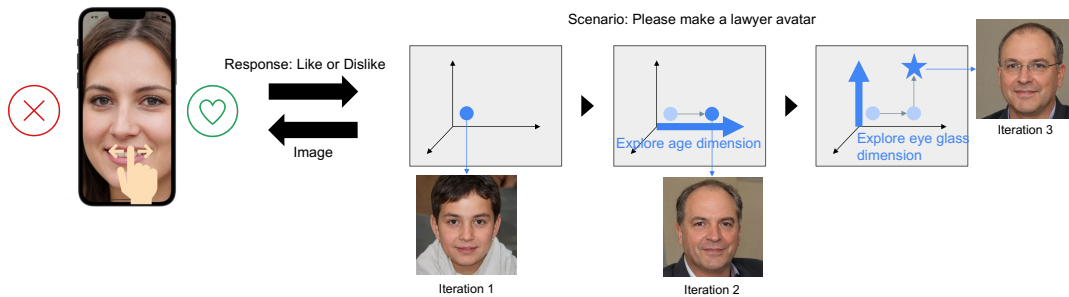 Scenario: Please make a lawyer avatar
Response: Like or Dislike
Image
Explore age dimension
Explore eye glass
dimension
Iteration 1
Iteration 2
Iteration 3